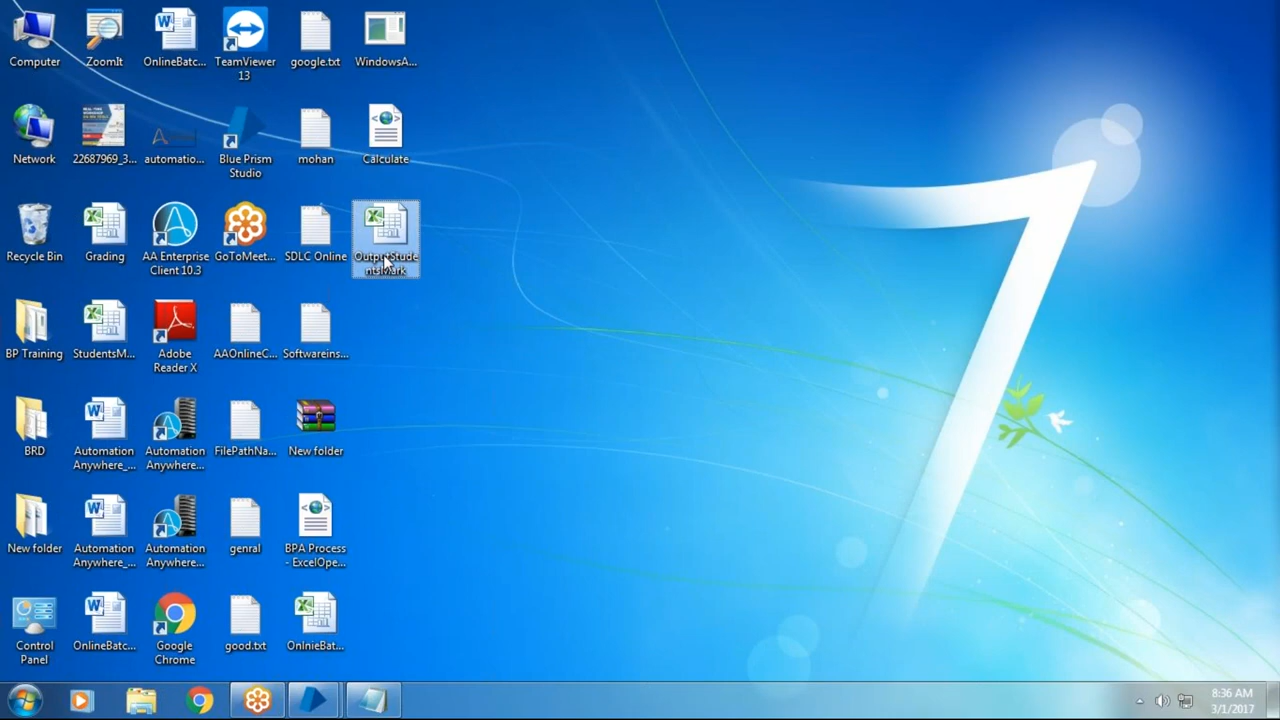 Computer
ZoomIt
OnlineBatc...
TeamViewer
13
google.txt
WindowsA...
Network
22687969_3...
automatio...
Blue Prism
Studio
mohan
Calculate
Recycle Bin
Grading
AA Enterprise
Client 10.3
GoToMeet...
SDLC Online
OutputStude
ntsMark
BP Training
StudentsM...
Adobe
Reader X
AAOnlineC...
Softwareins...
BRD
Automation
Anywhere_...
Automation
Anywhere...
FilePathNa...
New folder
New folder
Automation
Anywhere_...
Automation
Anywhere...
genral
BPA Process
- ExcelOpe...
Control
Panel
OnlineBatc...
Google
Chrome
good.txt
OnlnieBat...
8:36 AM
3/1/2017